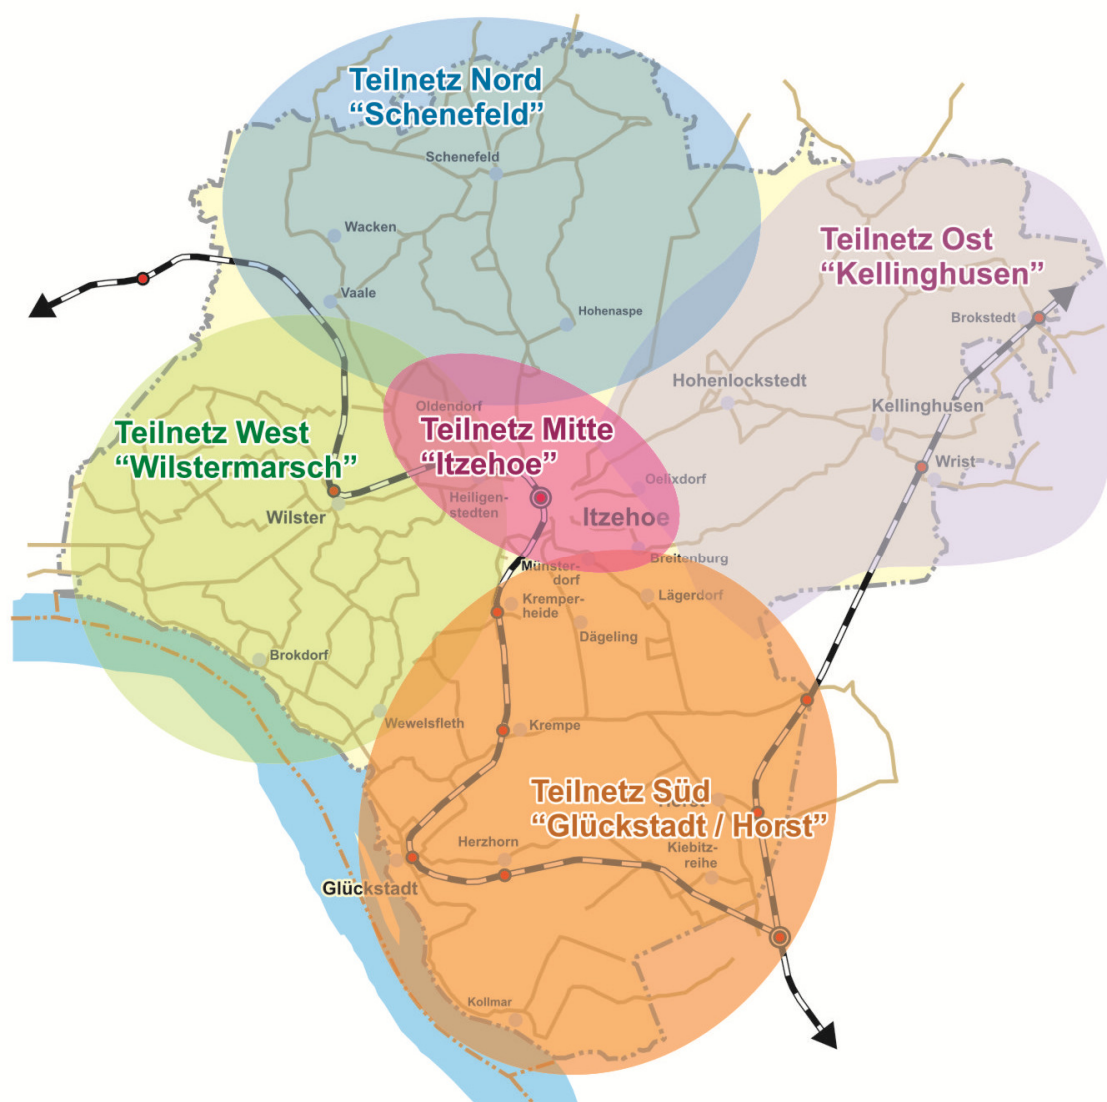 Teilnetz Nord
“Schenefeld”
Schenefeld
Wacken
Teilnetz Ost
“Kellinghusen”
Vaale
Hohenaspe
Brokstedt
Hohenlockstedt
Oldendorf
Kellinghusen
Teilnetz West
“Wilstermarsch”
Teilnetz Mitte
“Itzehoe”
Wrist
Oelixdorf
Heiligen-
stedten
Wilster
Itzehoe
Breitenburg
Münster-
dorf
Kremper-
heide
Lägerdorf
Dägeling
Brokdorf
Wewelsfleth
Krempe
Teilnetz Süd
“Glückstadt / Horst”
Horst
Herzhorn
Kiebitz-
reihe
Glückstadt
Kollmar